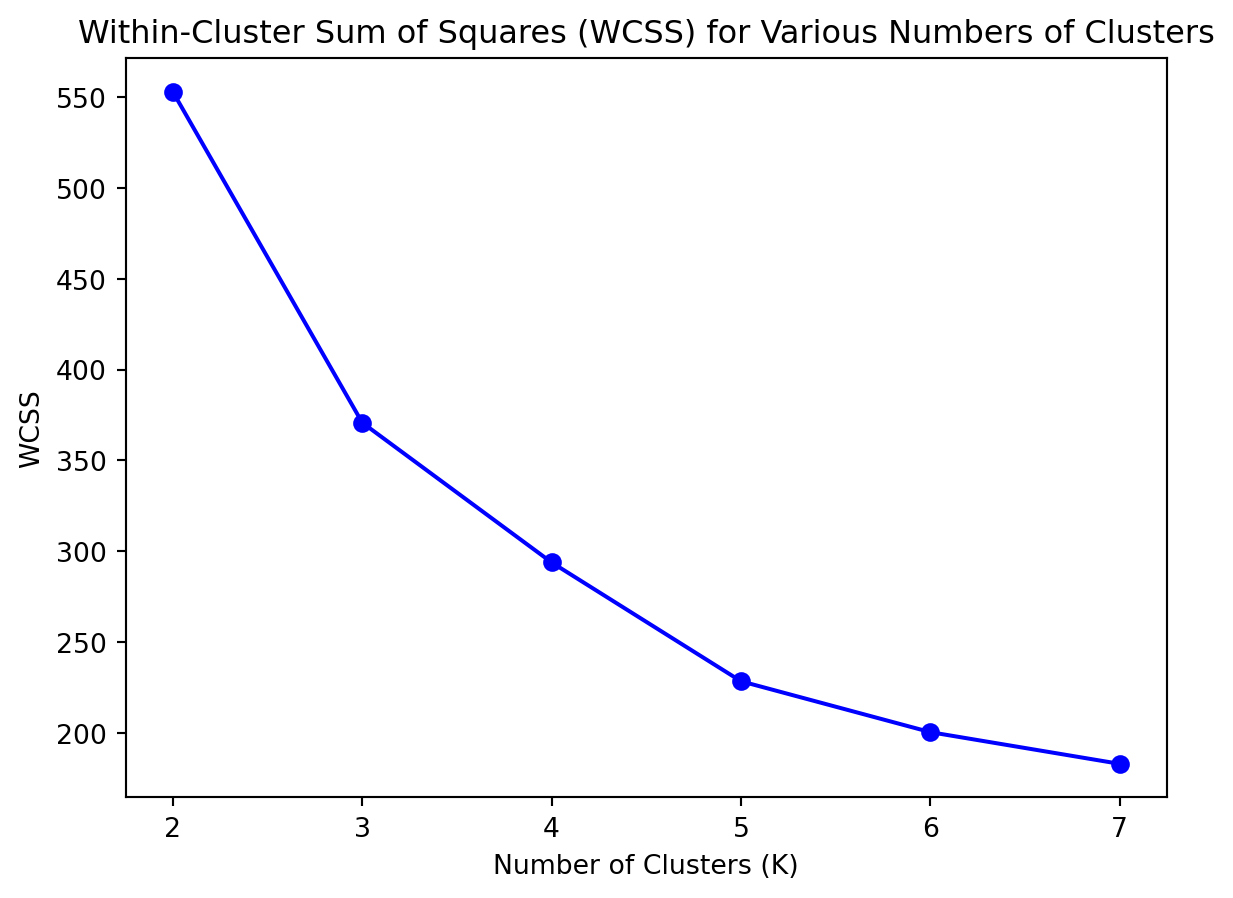 Within-Cluster Sum of Squares (WCSS) for Various Numbers of Clusters
550
500
450
400
350
300
250
200
WCSS
2 3 4 5 6 7
Number of Clusters (K)